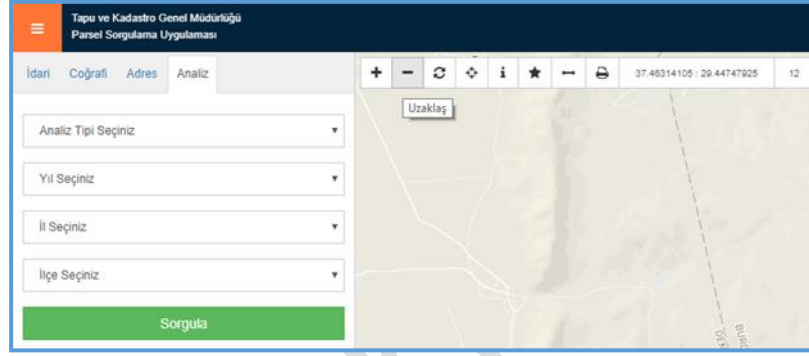 Tapu ve Kadastro Genel Müdürlüğü
Parsel Sorgulama Uygulaması
İdari Coğrafi Adres Analiz
37.46314105 : 29.44747925 12
Uzaklaş
Analiz Tipi Seçiniz
Yıl Seçiniz
İl Seçiniz
İlçe Seçiniz
Sorgula